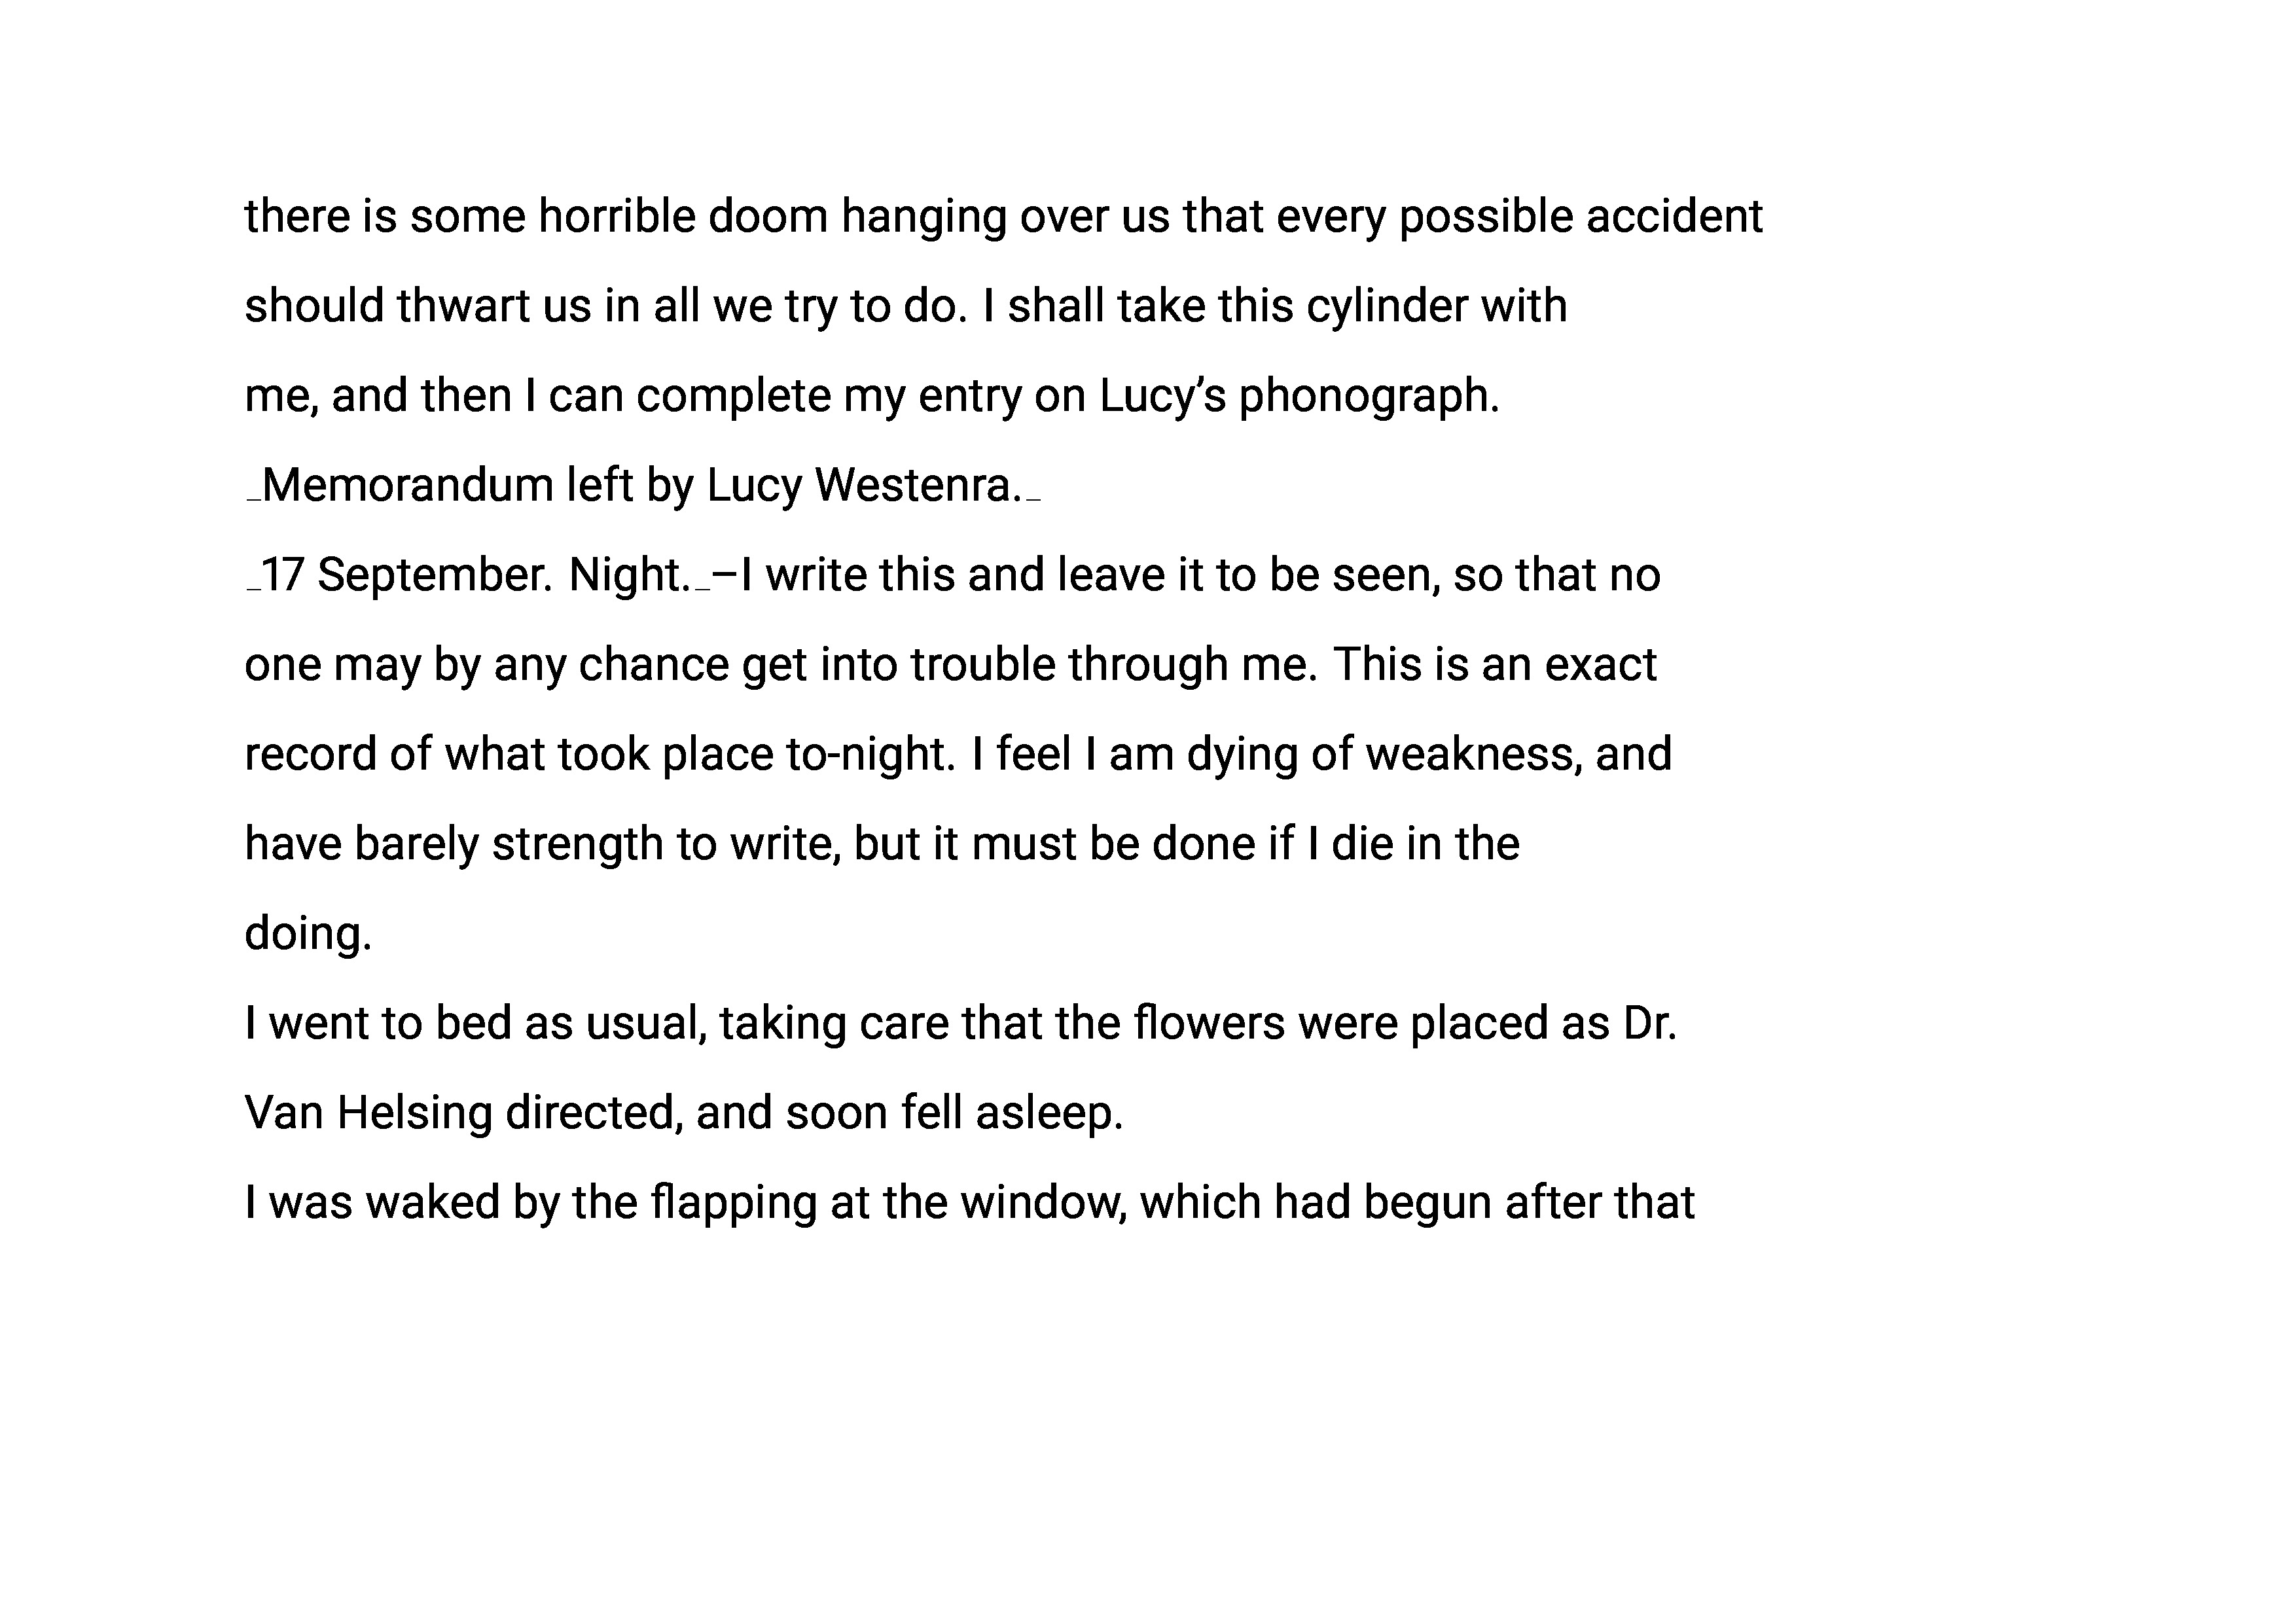 there is some horrible doom hanging over us that every possible accident
should thwart us in all we try to do. I shall take this cylinder with
me, and then I can complete my entry on Lucy’s phonograph.
_Memorandum left by Lucy Westenra._
_17 September. Night._–I write this and leave it to be seen, so that no
one may by any chance get into trouble through me. This is an exact
record of what took place to-night. I feel I am dying of weakness, and
have barely strength to write, but it must be done if I die in the
doing.
I went to bed as usual, taking care that the flowers were placed as Dr.
Van Helsing directed, and soon fell asleep.
I was waked by the flapping at the window, which had begun after that